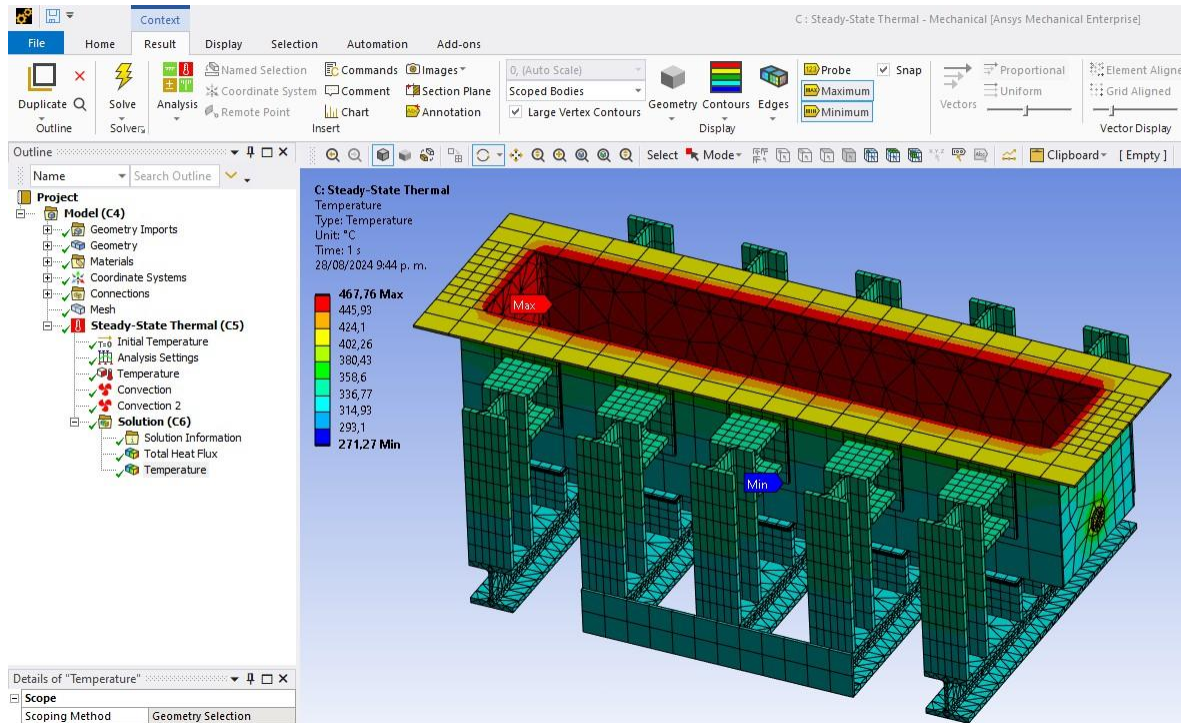 Context
C : Steady-State Thermal - Mechanical [Ansys Mechanical Enterprise]
File Home Result Display Selection Automation Add-ons
Duplicate
Outline
Solve
Solver
Analysis
Named Selection
Coordinate System
Remote Point
Commands
Comment
Chart
Images
Section Plane
Annotation
Insert
0, (Auto Scale)
Scoped Bodies
Large Vertex Contours
Geometry Contours Edges
Probe
Maximum
Minimum
Snap
Display
Vectors
Proportional
Uniform
Element Aligne
Grid Aligned
Vector Display
Outline
Name Search Outline
Select Mode Clipboard [ Empty ]
Project
Model (C4)
Geometry Imports
Geometry
Materials
Coordinate Systems
Connections
Mesh
Steady-State Thermal (C5)
Initial Temperature
Analysis Settings
Temperature
Convection
Convection 2
Solution (C6)
Solution Information
Total Heat Flux
Temperature
C: Steady-State Thermal
Temperature
Type: Temperature
Unit: °C
Time: 1 s
28/08/2024 9:44 p. m.
467,76 Max
445,93
424,1
402,26
380,43
358,6
336,77
314,93
293,1
271,27 Min
Max
Min
Details of "Temperature"
Scope
Scoping Method Geometry Selection